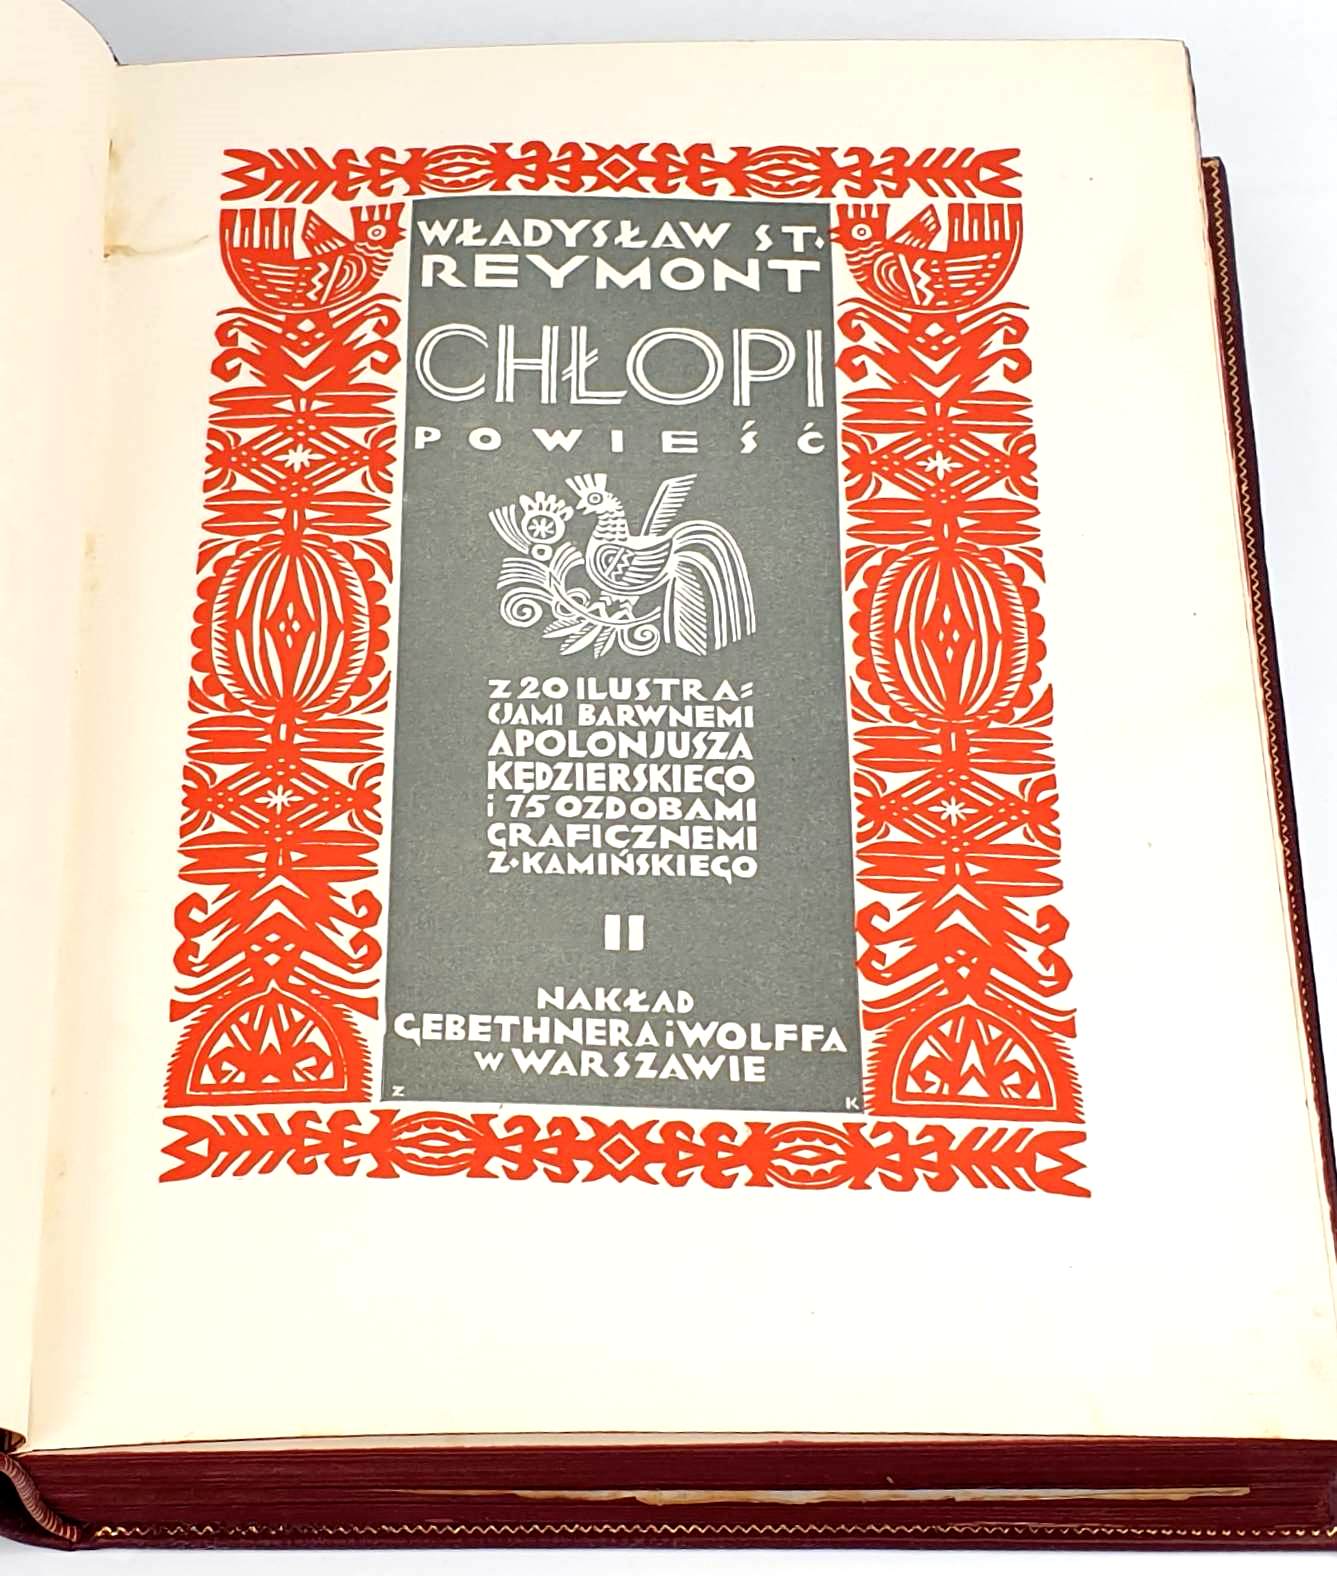 WŁADYSŁAW ST.
REYMONT
CHŁOPI
POWIEŚĆ
Z 20 ILUSTRA=
CJAMI BARWNEMI
APOLONJUSZA
KĘDZIERSKIEGO
i 75 OZDOBAMI
GRAFICZNEMI
Z·KAMIŃSKIEGO
II
NAKŁAD
GEBETHNERA i WOLFFA
W WARSZAWIE
Z K